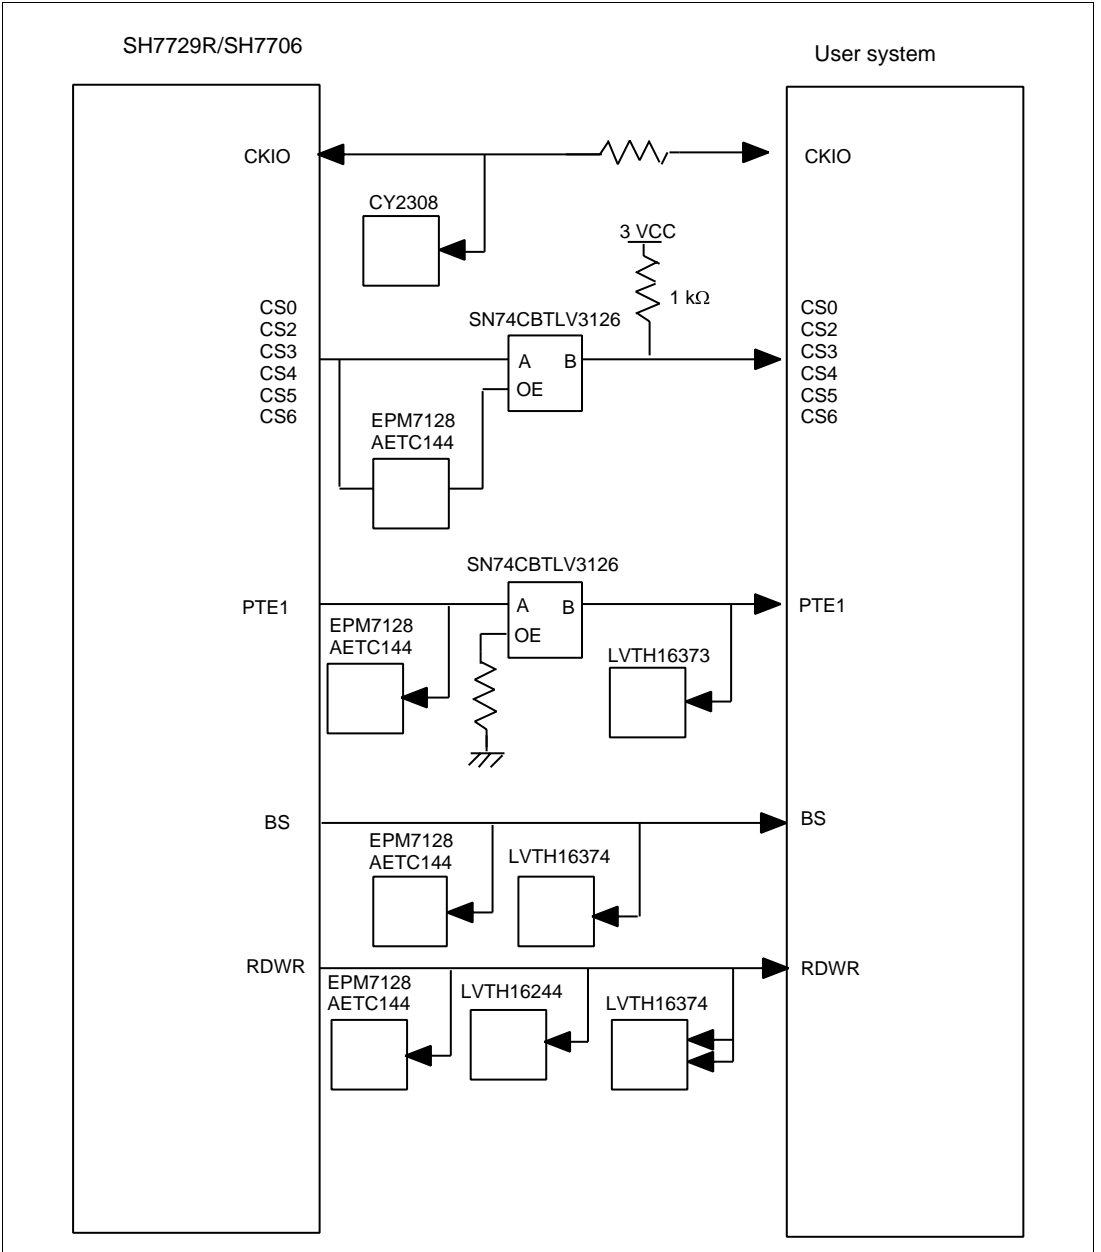 SH7729R/SH7706
User system
CKIO
CKIO
CY2308
3 VCC
1 kΩ
CS0
CS2
CS3
CS4
CS5
CS6
SN74CBTLV3126
A
B
OE
CS0
CS2
CS3
CS4
CS5
CS6
EPM7128
AETC144
SN74CBTLV3126
PTE1
A
B
OE
PTE1
EPM7128
AETC144
LVTH16373
BS
BS
EPM7128
AETC144
LVTH16374
RDWR
RDWR
EPM7128
AETC144
LVTH16244
LVTH16374